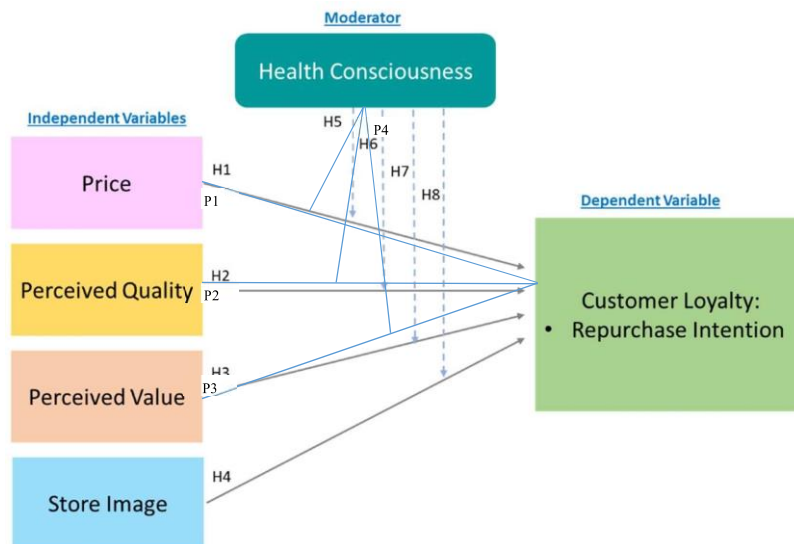 Moderator
Health Consciousness
Independent Variables
H5
P4
H6
H1
Price
P1
H7
H8
Dependent Variable
H2
Perceived Quality
P2
Customer Loyalty:
• Repurchase Intention
H3
P3
Perceived Value
H4
Store Image